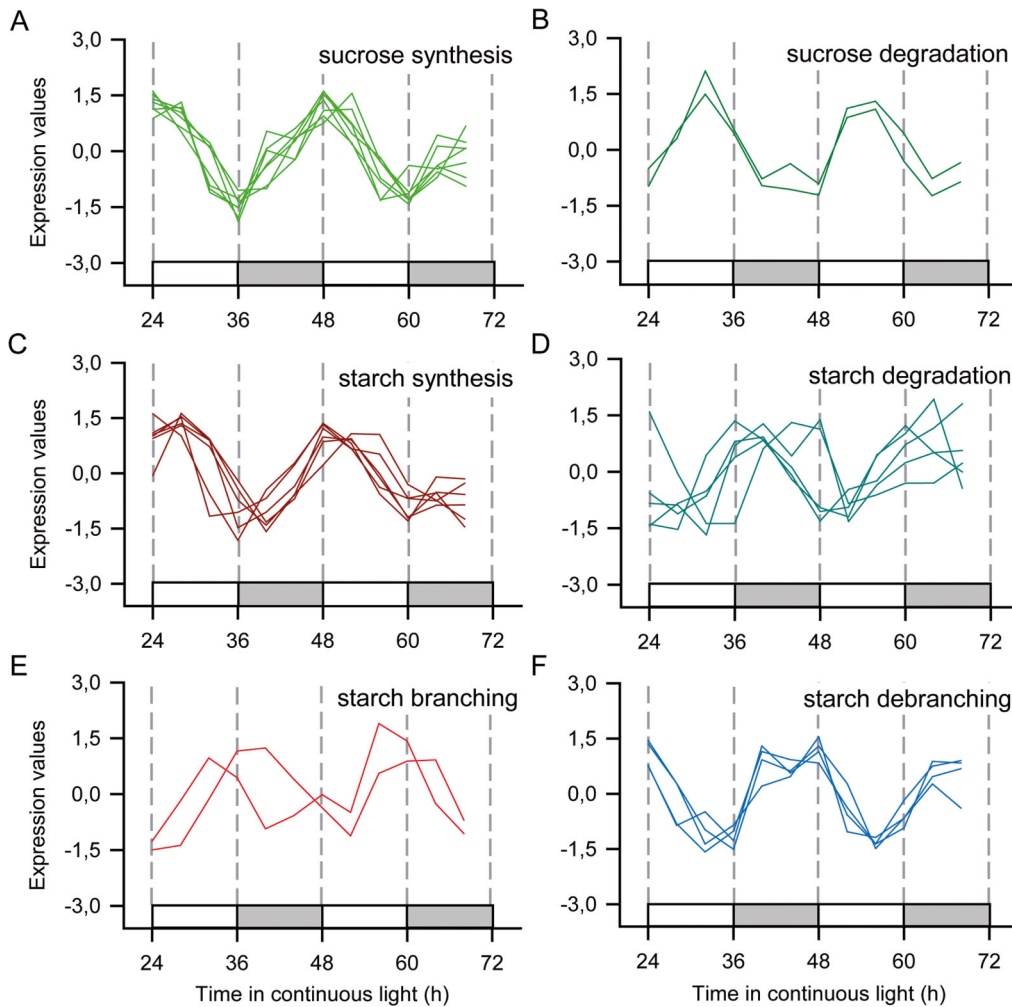 A
B
sucrose synthesis
sucrose degradation
Expression values
3,0
1,5
0,0
-1,5
-3,0
24 36 48 60 72
3,0
1,5
0,0
-1,5
-3,0
24 36 48 60 72
C
D
starch synthesis
starch degradation
Expression values
3,0
1,5
0,0
-1,5
-3,0
24 36 48 60 72
3,0
1,5
0,0
-1,5
-3,0
24 36 48 60 72
E
F
starch branching
starch debranching
Expression values
3,0
1,5
0,0
-1,5
-3,0
24 36 48 60 72
Time in continuous light (h)
3,0
1,5
0,0
-1,5
-3,0
24 36 48 60 72
Time in continuous light (h)